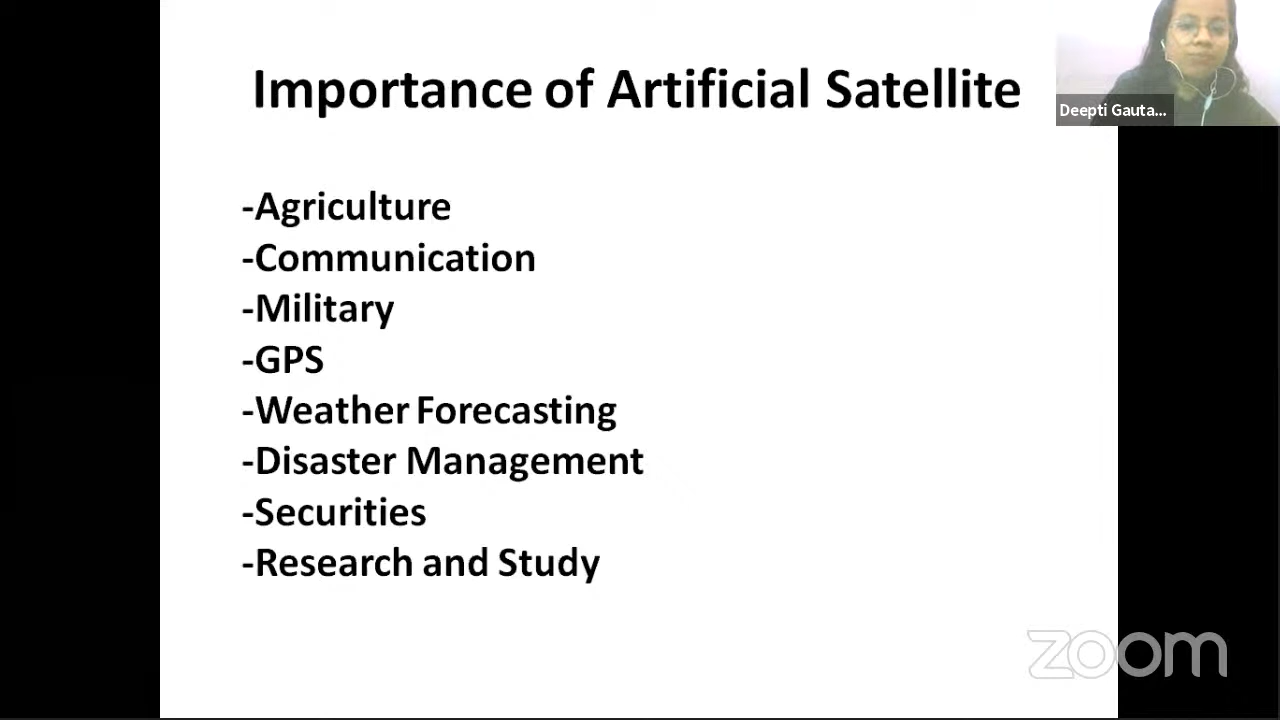 Importance of Artificial Satellite
Deepti Gauta...
-Agriculture
-Communication
-Military
-GPS
-Weather Forecasting
-Disaster Management
-Securities
-Research and Study
zoom